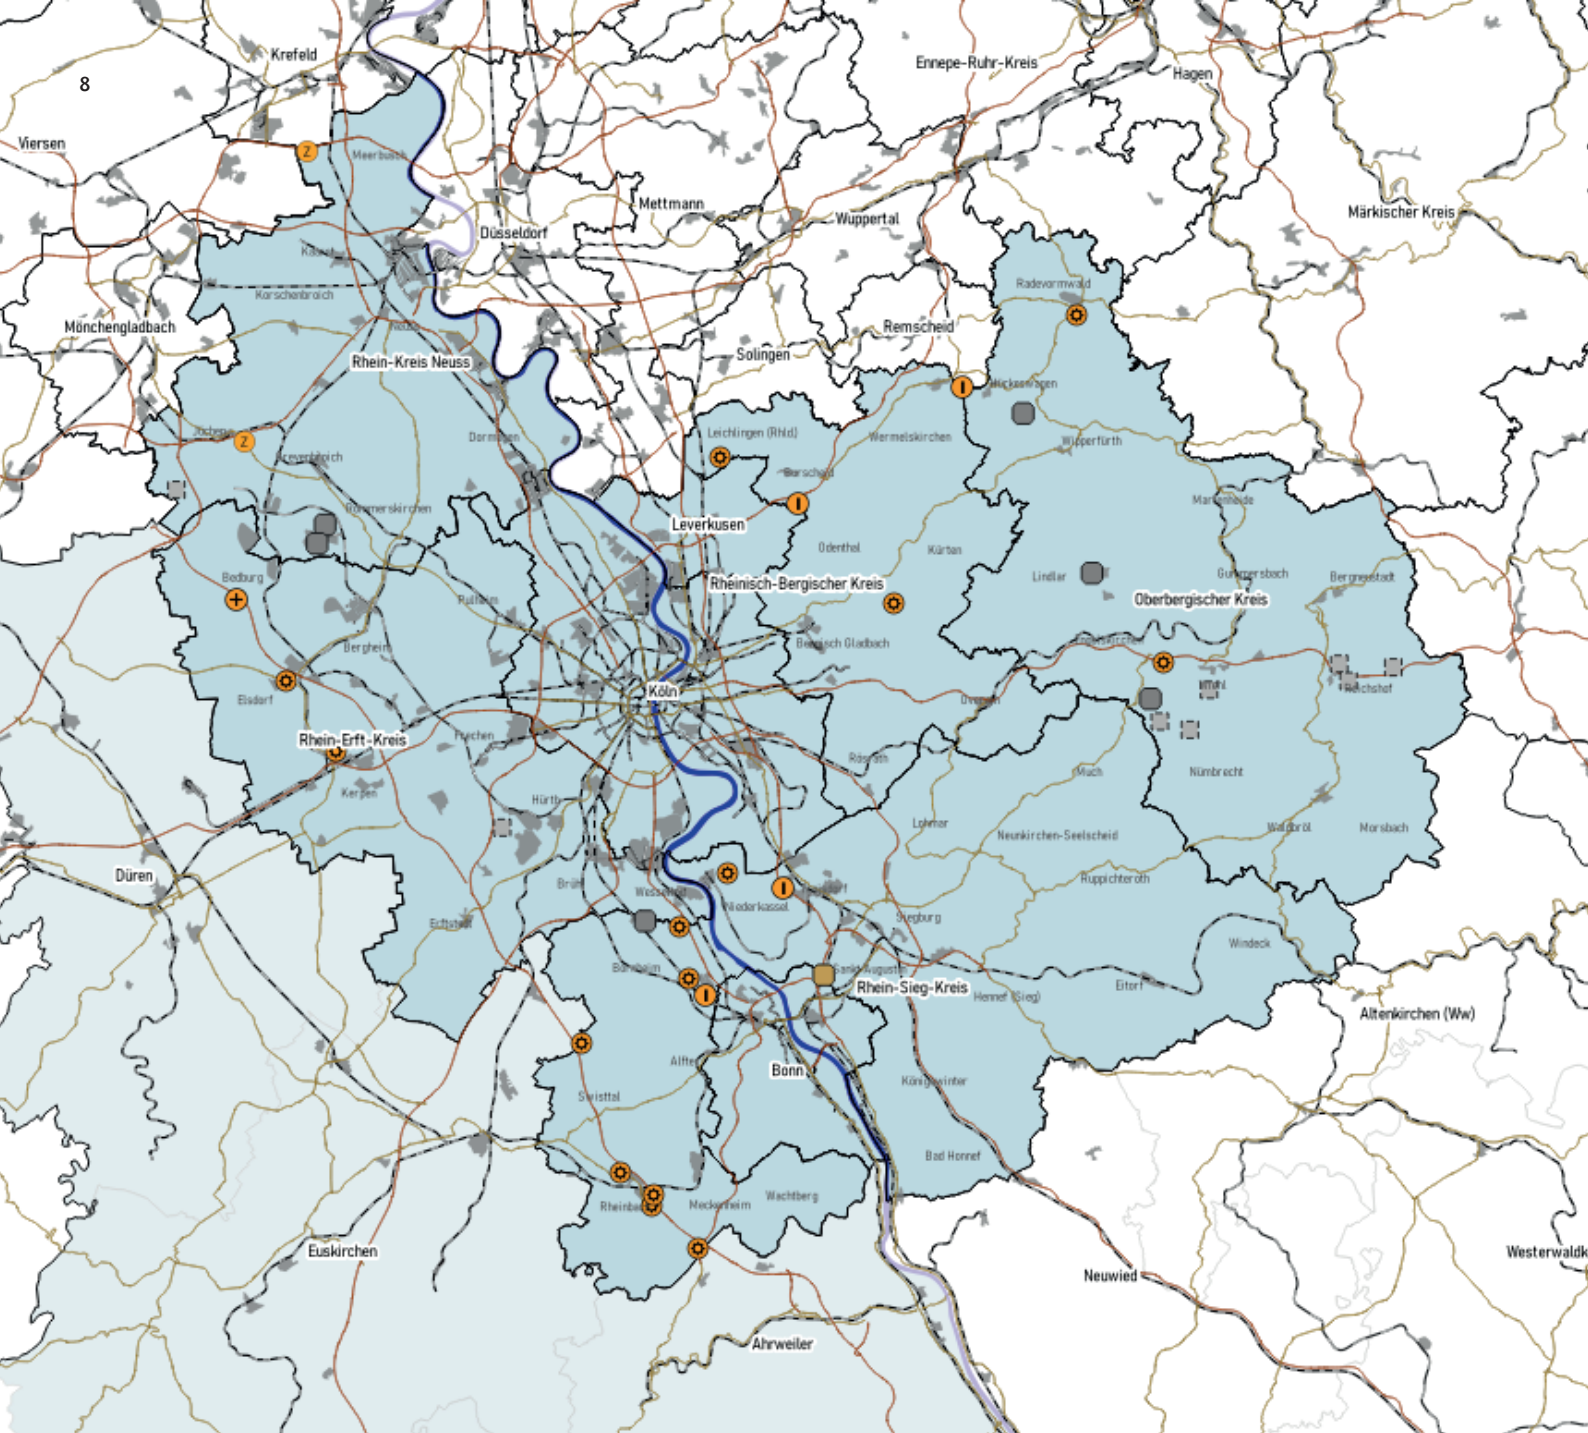 Krefeld
Ennepe-Ruhr-Kreis
Hagen
8
Viersen
Z
Meerbusch
Mettmann
Wuppertal
Märkischer Kreis
Düsseldorf
Radevormwald
Korschenbroich
Mönchengladbach
Remscheid
Rhein-Kreis Neuss
Solingen
Hückeswagen
Leichlingen (Rhld)
Wermelskirchen
Wipperfürth
Z
Dormagen
Grevenbroich
Burscheid
Marienheide
Rommerskirchen
Leverkusen
Odenthal
Kürten
Bedburg
Rheinisch-Bergischer Kreis
Lindlar
Gummersbach
Bergneustadt
Pulheim
Oberbergischer Kreis
Bergheim
Bergisch Gladbach
Engelskirchen
Elsdorf
Köln
Reichshof
Overath
Rhein-Erft-Kreis
Frechen
Rösrath
Much
Nümbrecht
Kerpen
Hürth
Lohmar
Neunkirchen-Seelscheid
Waldbröl
Morsbach
Düren
Brühl
Ruppichteroth
Niederkassel
Erftstadt
Siegburg
Windeck
Bornheim
Sankt Augustin
Rhein-Sieg-Kreis
Eitorf
Hennef (Sieg)
Altenkirchen (Ww)
Alfter
Bonn
Königswinter
Swisttal
Bad Honnef
Wachtberg
Meckenheim
Euskirchen
Neuwied
Ahrweiler